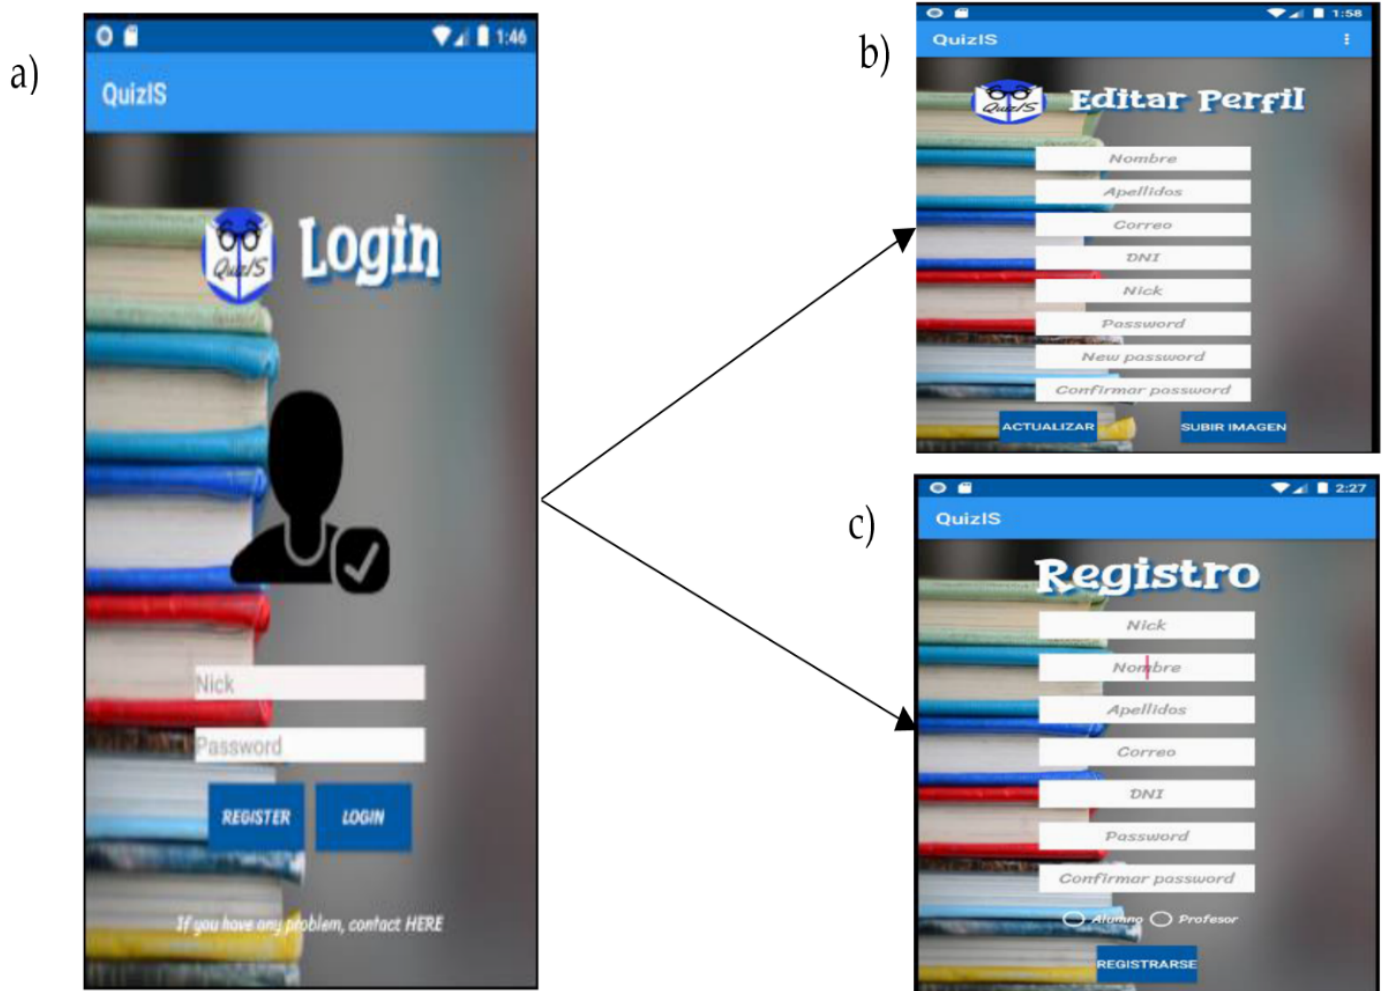 a)
1:46
QuizIS
QuizIS
Login
Nick
Password
REGISTER LOGIN
If you have any problem, contact HERE
b)
1:58
QuizIS
QuizIS
Editar Perfil
Nombre
Apellidos
Correo
DNI
Nick
Password
New password
Confirmar password
ACTUALIZAR SUBIR IMAGEN
c)
2:27
QuizIS
Registro
Nick
Nombre
Apellidos
Correo
DNI
Password
Confirmar password
Alumno Profesor
REGISTRARSE